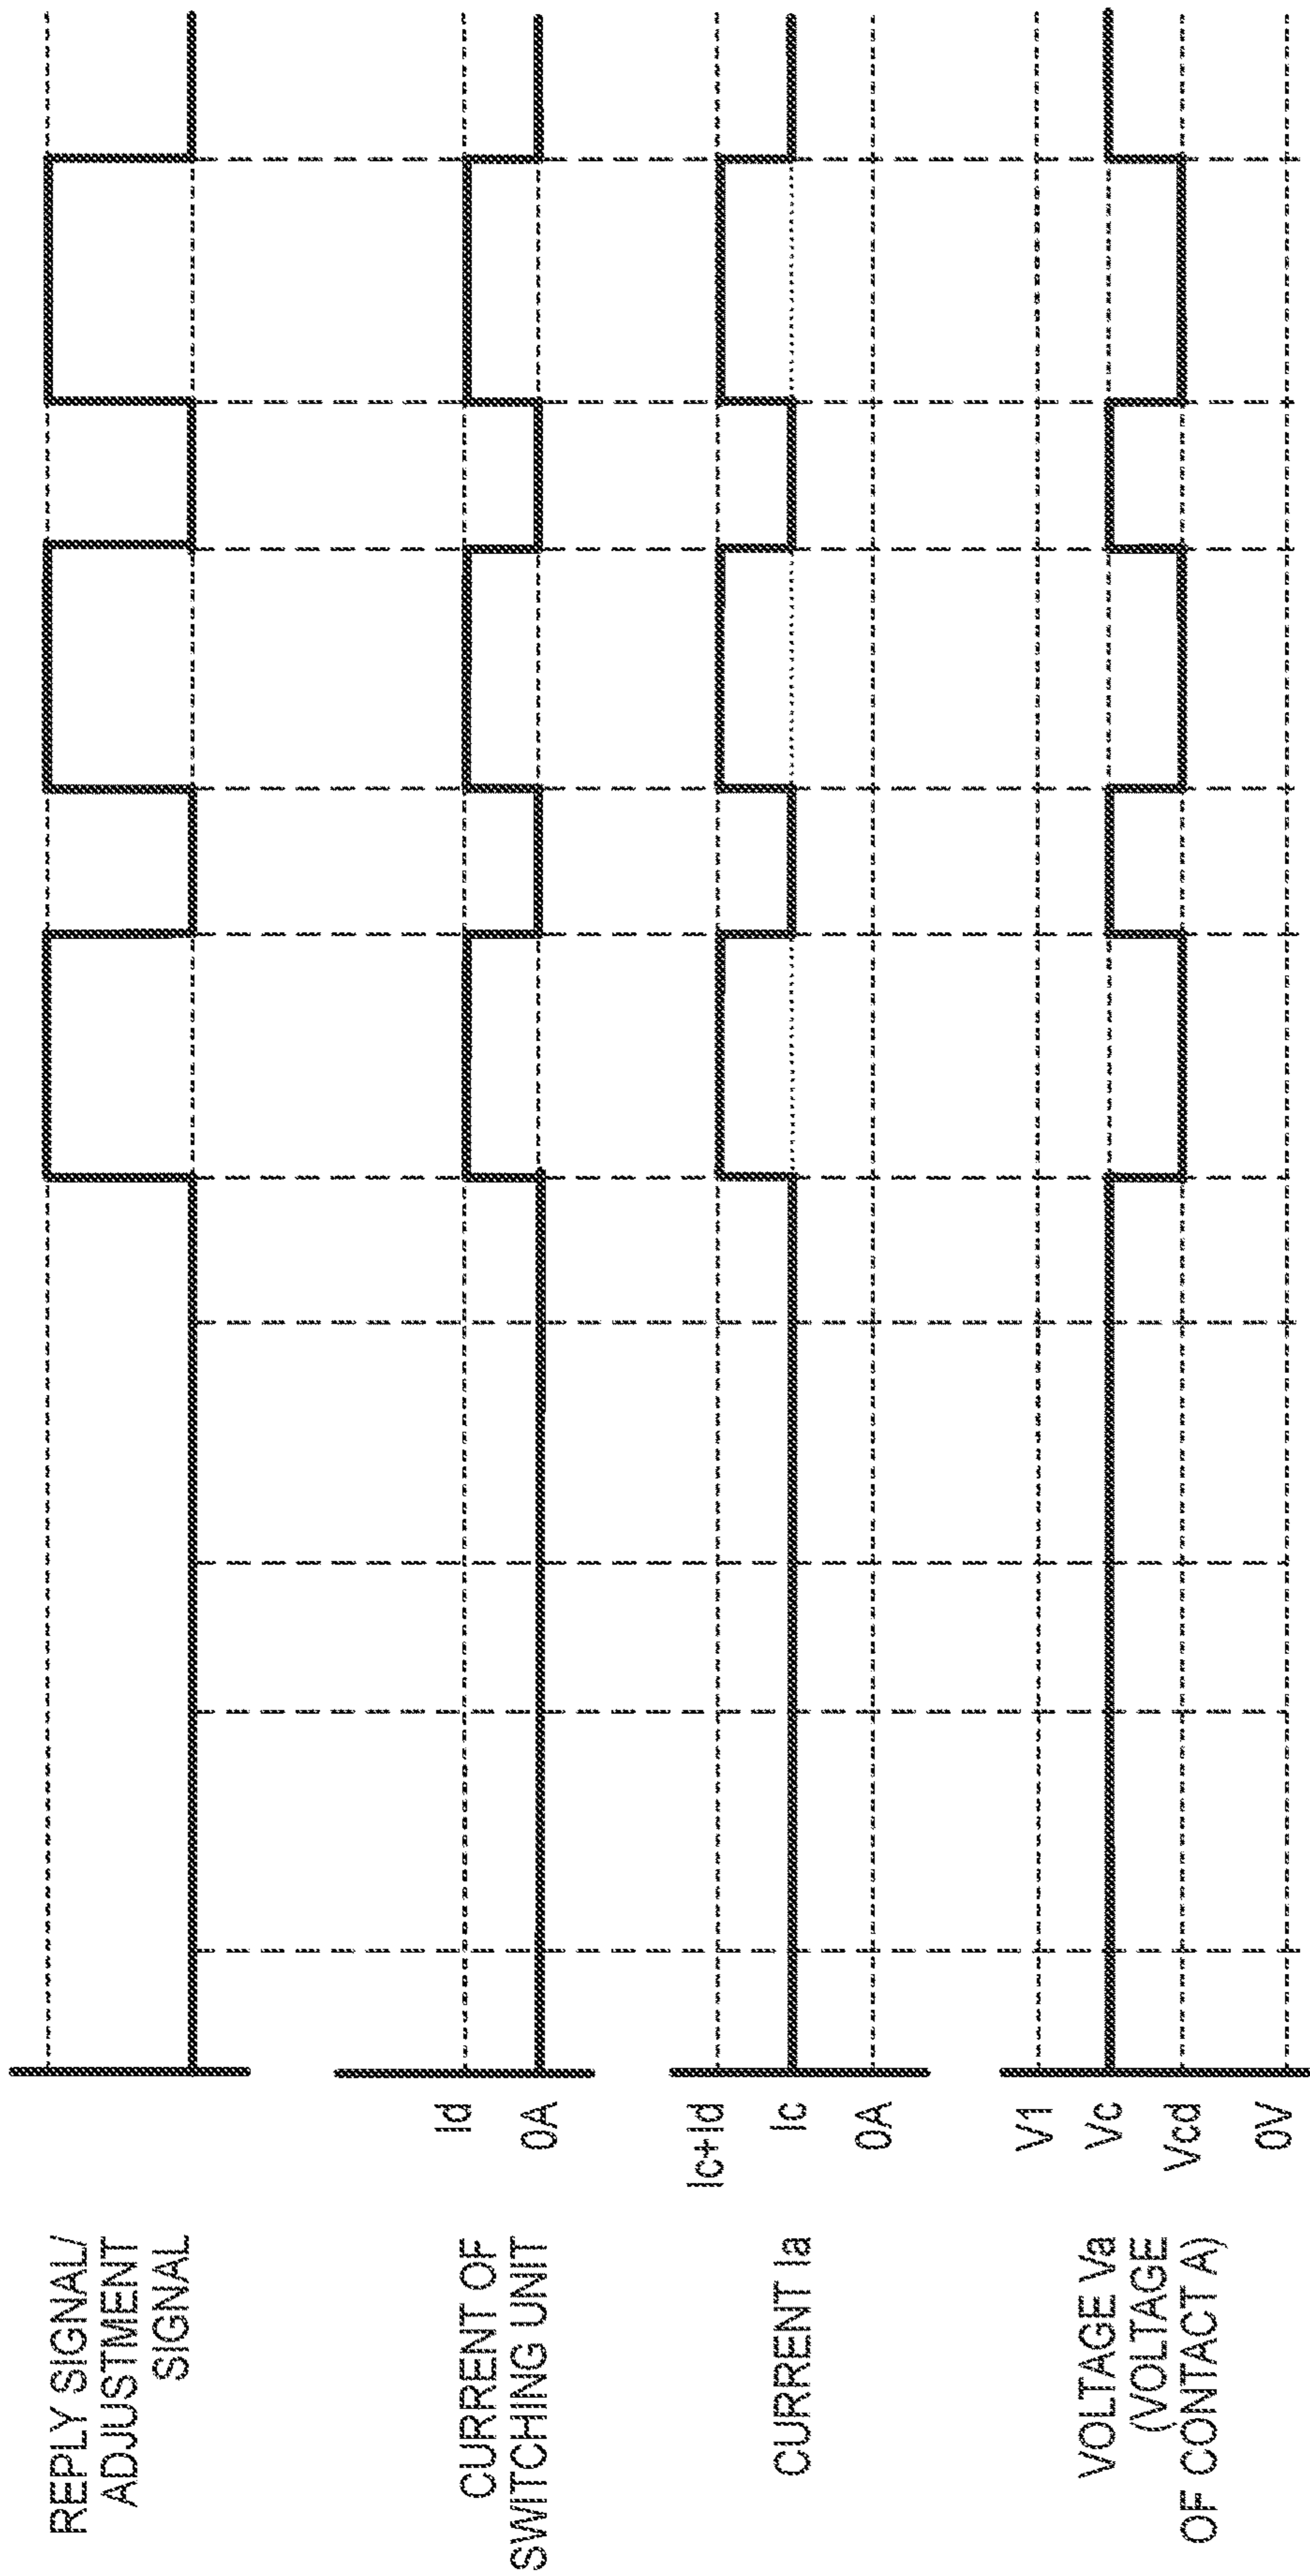 REPLY SIGNAL/
ADJUSTMENT
SIGNAL
Id
0A
CURRENT OF
SWITCHING UNIT
Ic+Id
Ic
0A
CURRENT Ia
V1
Vc
Vcd
0V
VOLTAGE Va
(VOLTAGE
OF CONTACT A)